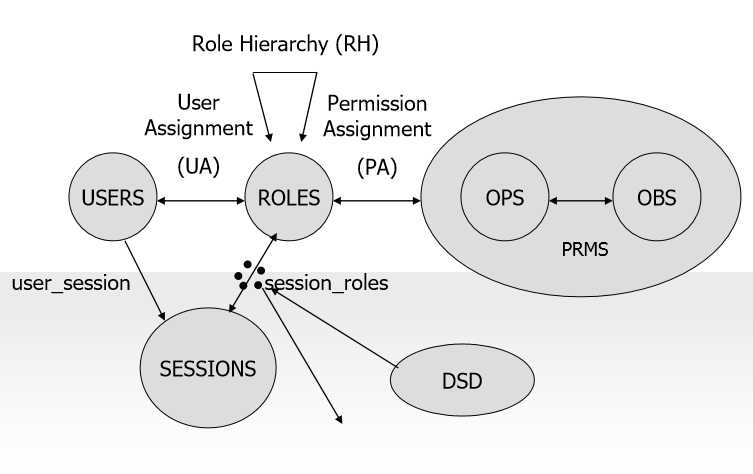 Role Hierarchy (RH)
User
Assignment
(UA)
Permission
Assignment
(PA)
USERS
ROLES
OPS
OBS
PRMS
user_session
session_roles
SESSIONS
DSD